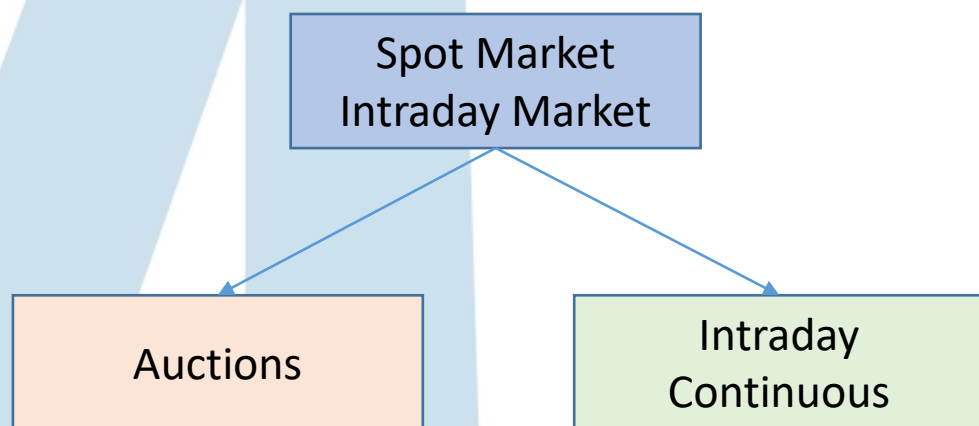 Spot Market
Intraday Market
Auctions
Intraday
Continuous